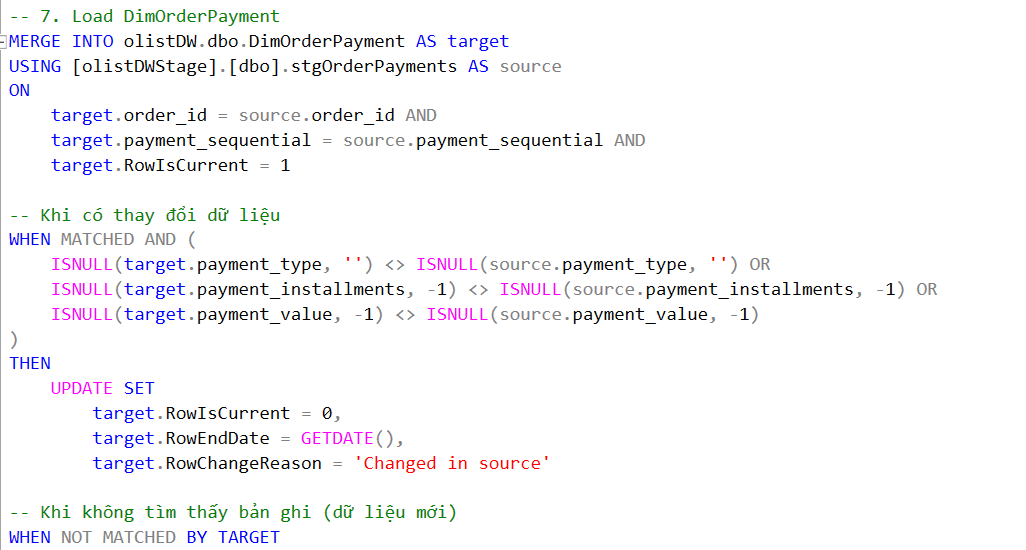 -- 7. Load DimOrderPayment
MERGE INTO olistDW.dbo.DimOrderPayment AS target
USING [olistDWStage].[dbo].stgOrderPayments AS source
ON
    target.order_id = source.order_id AND
    target.payment_sequential = source.payment_sequential AND
    target.RowIsCurrent = 1
-- Khi có thay đổi dữ liệu
WHEN MATCHED AND (
    ISNULL(target.payment_type, '') <> ISNULL(source.payment_type, '') OR
    ISNULL(target.payment_installments, -1) <> ISNULL(source.payment_installments, -1) OR
    ISNULL(target.payment_value, -1) <> ISNULL(source.payment_value, -1)
)
THEN
    UPDATE SET
        target.RowIsCurrent = 0,
        target.RowEndDate = GETDATE(),
        target.RowChangeReason = 'Changed in source'
-- Khi không tìm thấy bản ghi (dữ liệu mới)
WHEN NOT MATCHED BY TARGET